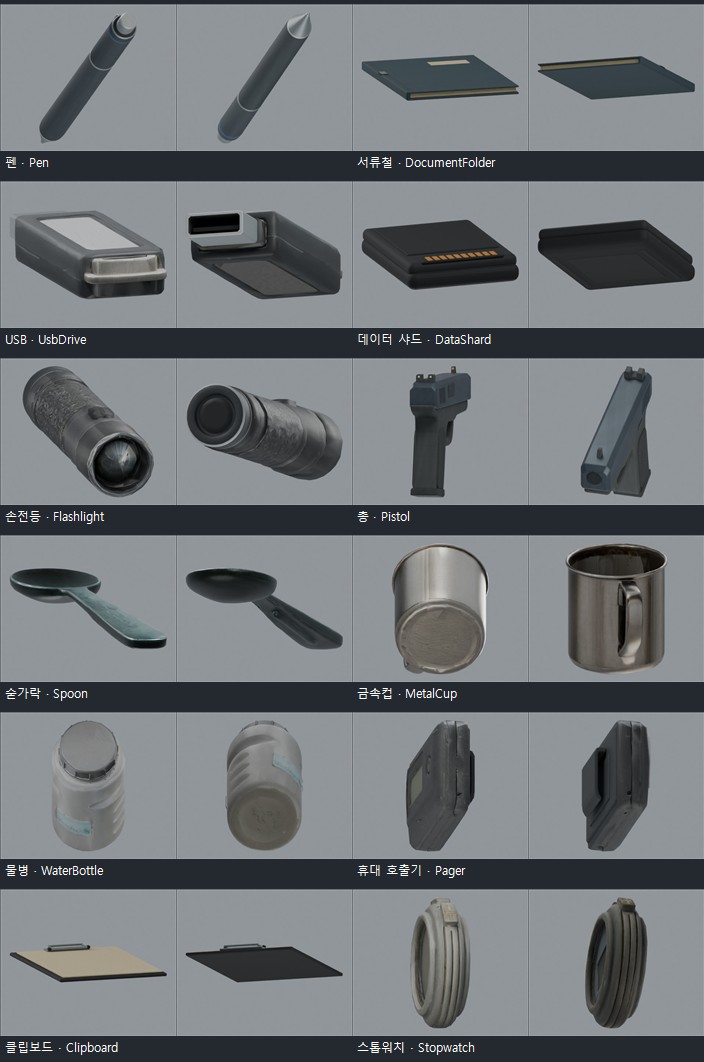 펜 · Pen
서류철 · DocumentFolder
USB · UsbDrive
데이터 샤드 · DataShard
손전등 · Flashlight
총 · Pistol
숟가락 · Spoon
금속컵 · MetalCup
물병 · WaterBottle
휴대 호출기 · Pager
클립보드 · Clipboard
스톱워치 · Stopwatch